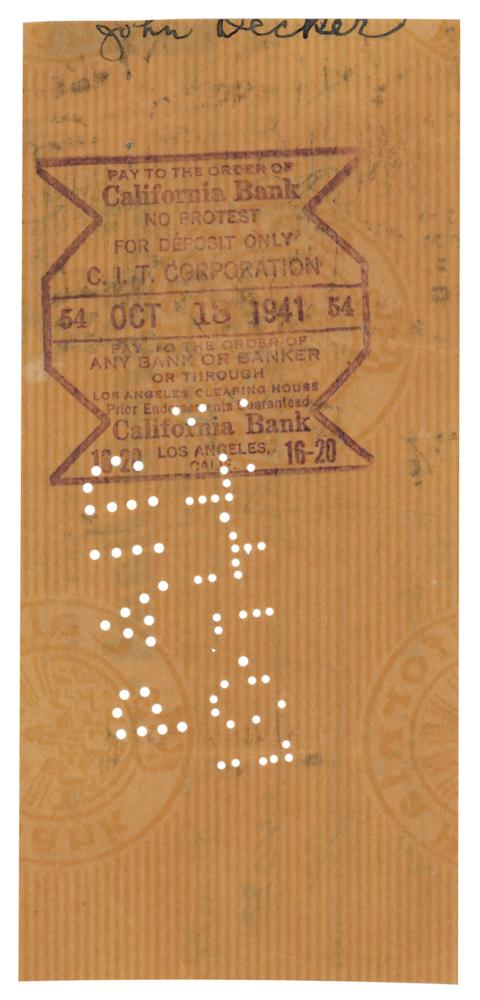 John Decker
PAY TO THE ORDER OF
California Bank
NO PROTEST
FOR DEPOSIT ONLY
C. I. T. CORPORATION
54 OCT 13 1941 54
PAY TO THE ORDER OF
ANY BANK OR BANKER
OR THROUGH
LOS ANGELES CLEARING HOUSE
Prior Endorsements Guaranteed
California Bank
16-20 LOS ANGELES, 16-20
CALIF.
PAID